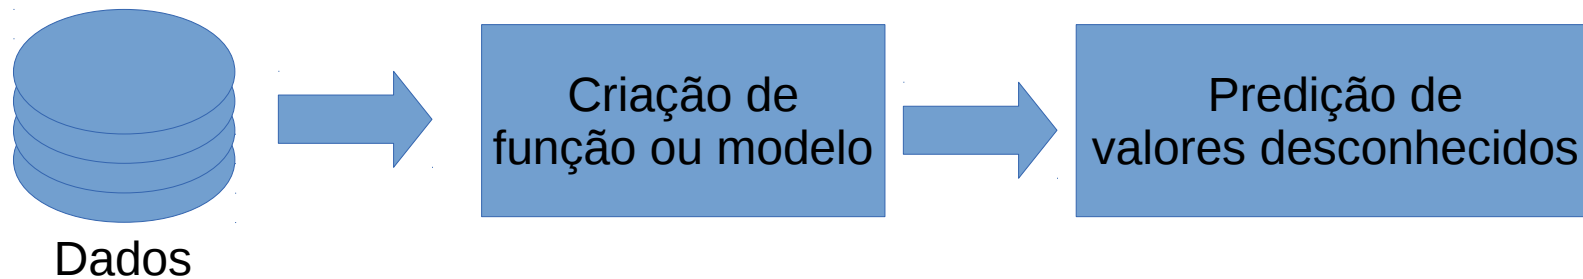 Dados
Criação de
função ou modelo
Predição de
valores desconhecidos